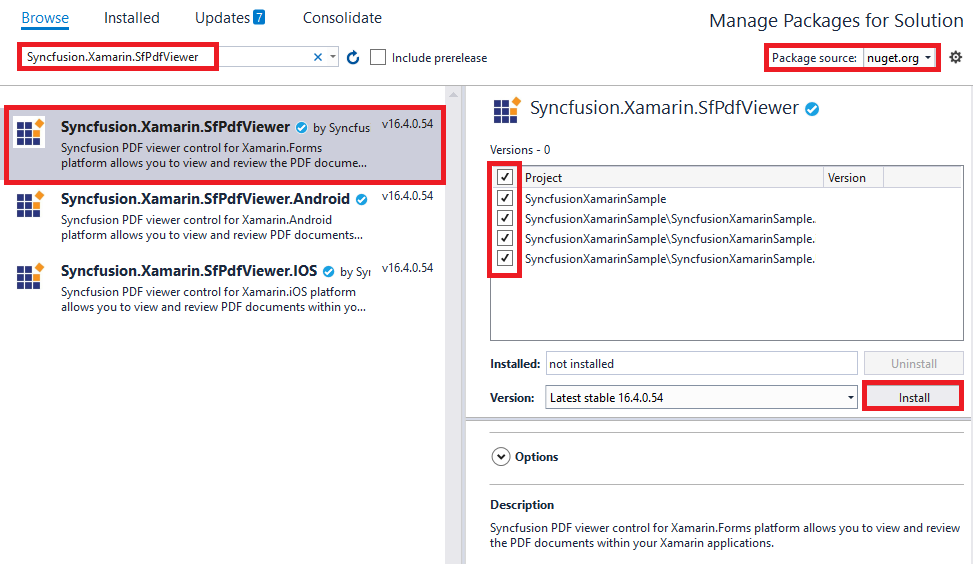 Browse Installed Updates 7 Consolidate
Manage Packages for Solution
Syncfusion.Xamarin.SfPdfViewer
Include prerelease
Package source: nuget.org
Syncfusion.Xamarin.SfPdfViewer by Syncfus v16.4.0.54
Syncfusion PDF viewer control for Xamarin.Forms
platform allows you to view and review the PDF docume...
Syncfusion.Xamarin.SfPdfViewer.Android v16.4.0.54
Syncfusion PDF viewer control for Xamarin.Android
platform allows you to view and review PDF documents...
Syncfusion.Xamarin.SfPdfViewer.IOS by Syr v16.4.0.54
Syncfusion PDF viewer control for Xamarin.iOS platform
allows you to view and review PDF documents within yo...
Syncfusion.Xamarin.SfPdfViewer
Versions - 0
Project Version
SyncfusionXamarinSample
SyncfusionXamarinSample\SyncfusionXamarinSample.
SyncfusionXamarinSample\SyncfusionXamarinSample.
SyncfusionXamarinSample\SyncfusionXamarinSample.
Installed: not installed Uninstall
Version: Latest stable 16.4.0.54 Install
Options
Description
Syncfusion PDF viewer control for Xamarin.Forms platform allows you to view and review
the PDF documents within your Xamarin applications.